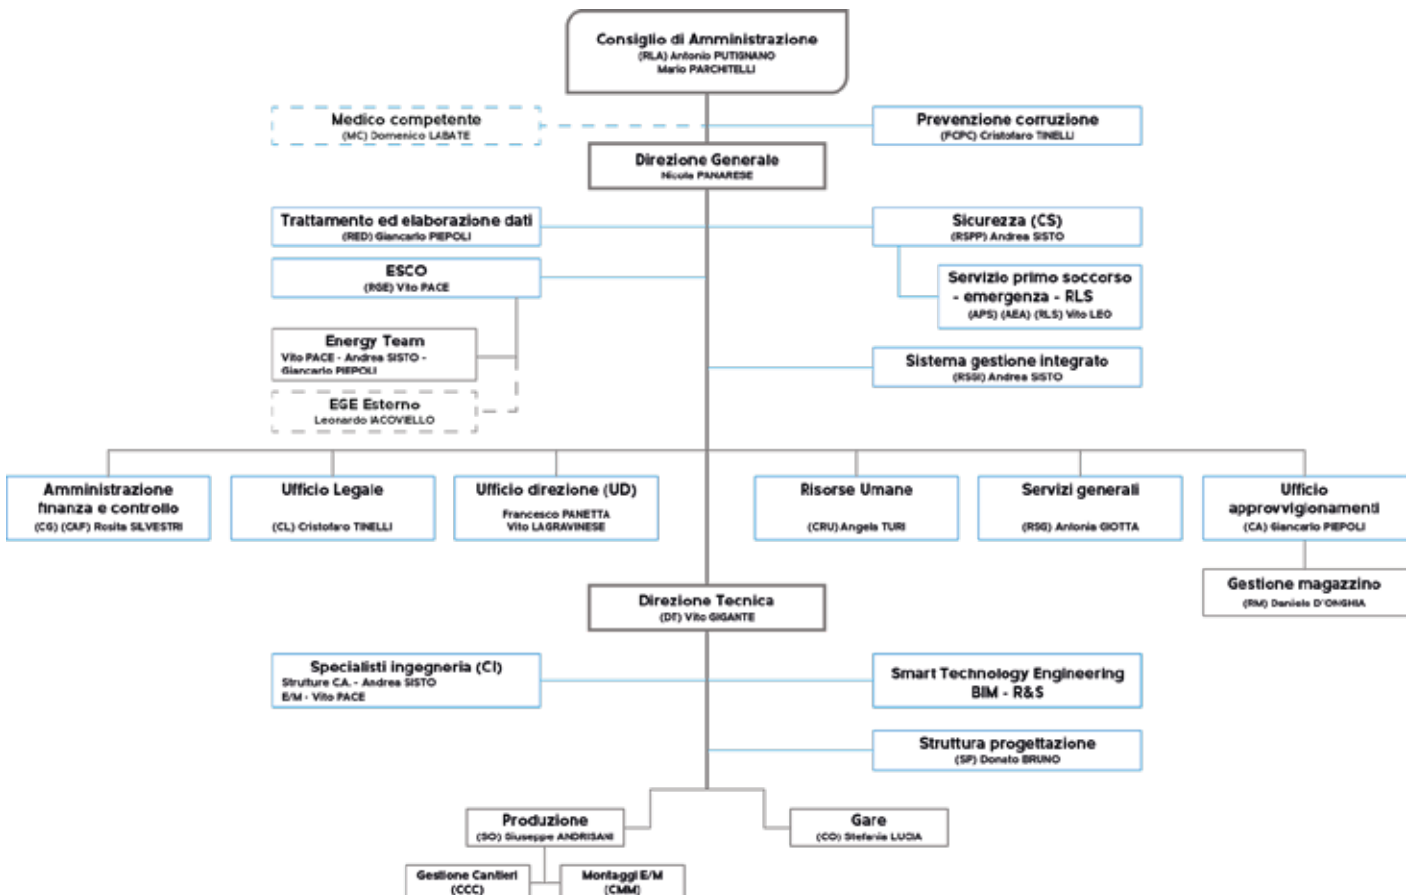 Consiglio di Amministrazione
(RLA) Antonio PUTIGNANO
Mario PARCHITELLI
Medico competente
(MC) Domenico LABATE
Prevenzione corruzione
(FCPC) Cristofaro TINELLI
Direzione Generale
Nicola PANARESE
Trattamento ed elaborazione dati
(RED) Giancarlo PIEPOLI
Sicurezza (CS)
(RSPP) Andrea SISTO
ESCO
(RGE) Vito PACE
Servizio primo soccorso
- emergenza - RLS
(APS) (AEA) (RLS) Vito LEO
Energy Team
Vito PACE - Andrea SISTO -
Giancarlo PIEPOLI
Sistema gestione integrato
(RSGI) Andrea SISTO
EGE Esterno
Leonardo IACOVIELLO
Amministrazione
finanza e controllo
(CG) (CAF) Rosita SILVESTRI
Ufficio Legale
(CL) Cristofaro TINELLI
Ufficio direzione (UD)
Francesco PANETTA
Vito LAGRAVINESE
Risorse Umane
(CRU) Angela TURI
Servizi generali
(RSG) Antonia GIOTTA
Ufficio
approvvigionamenti
(CA) Giancarlo PIEPOLI
Gestione magazzino
(RM) Daniele D'ONGHIA
Direzione Tecnica
(DT) Vito GIGANTE
Specialisti ingegneria (CI)
Strutture C.A. - Andrea SISTO
E/M - Vito PACE
Smart Technology Engineering
BIM - R&S
Struttura progettazione
(SP) Donato BRUNO
Produzione
(SO) Giuseppe ANDRISANI
Gare
(CO) Stefania LUCIA
Gestione Cantieri
(CCC)
Montaggi E/M
(CMM)